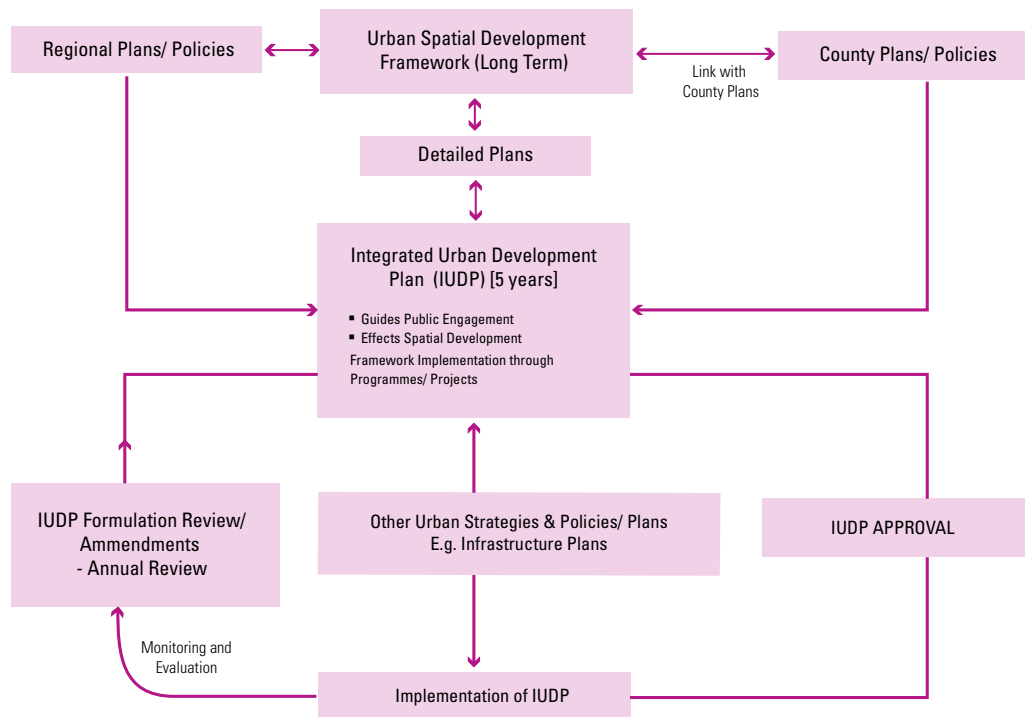 Regional Plans/ Policies
Urban Spatial Development
Framework (Long Term)
County Plans/ Policies
Link with
County Plans
Detailed Plans
Integrated Urban Development
Plan (IUDP) [5 years]
▪ Guides Public Engagement
▪ Effects Spatial Development
Framework Implementation through
Programmes/ Projects
IUDP Formulation Review/
Ammendments
- Annual Review
Other Urban Strategies & Policies/ Plans
E.g. Infrastructure Plans
IUDP APPROVAL
Monitoring and
Evaluation
Implementation of IUDP